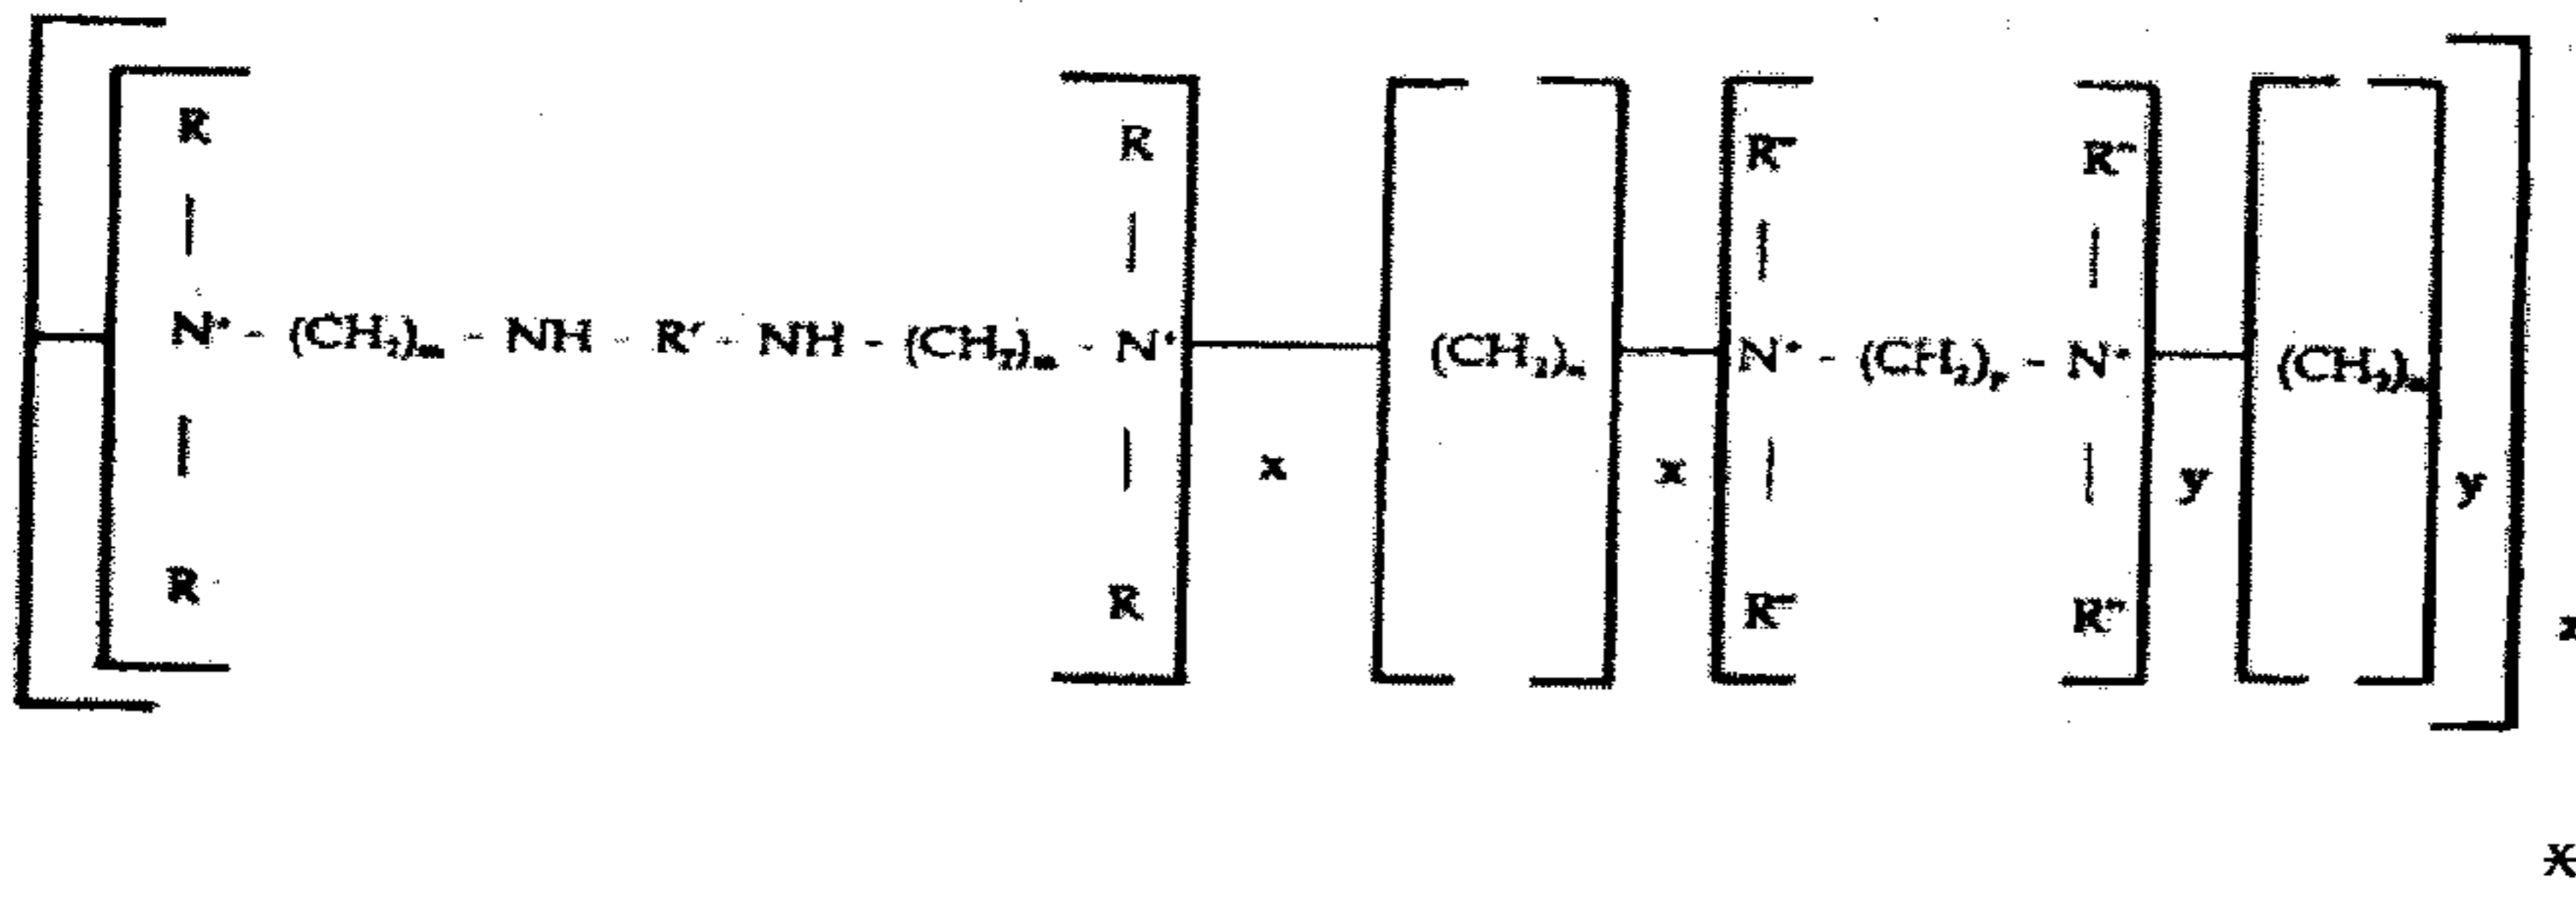 R R R" R"
N⁺ - (CH₂)ₘ - NH - R' - NH - (CH₂)ₘ - N⁺ (CH₂)ₙ N⁺ - (CH₂)ₚ - N⁺ (CH₂)
x x y y
R R R" R"
z
X